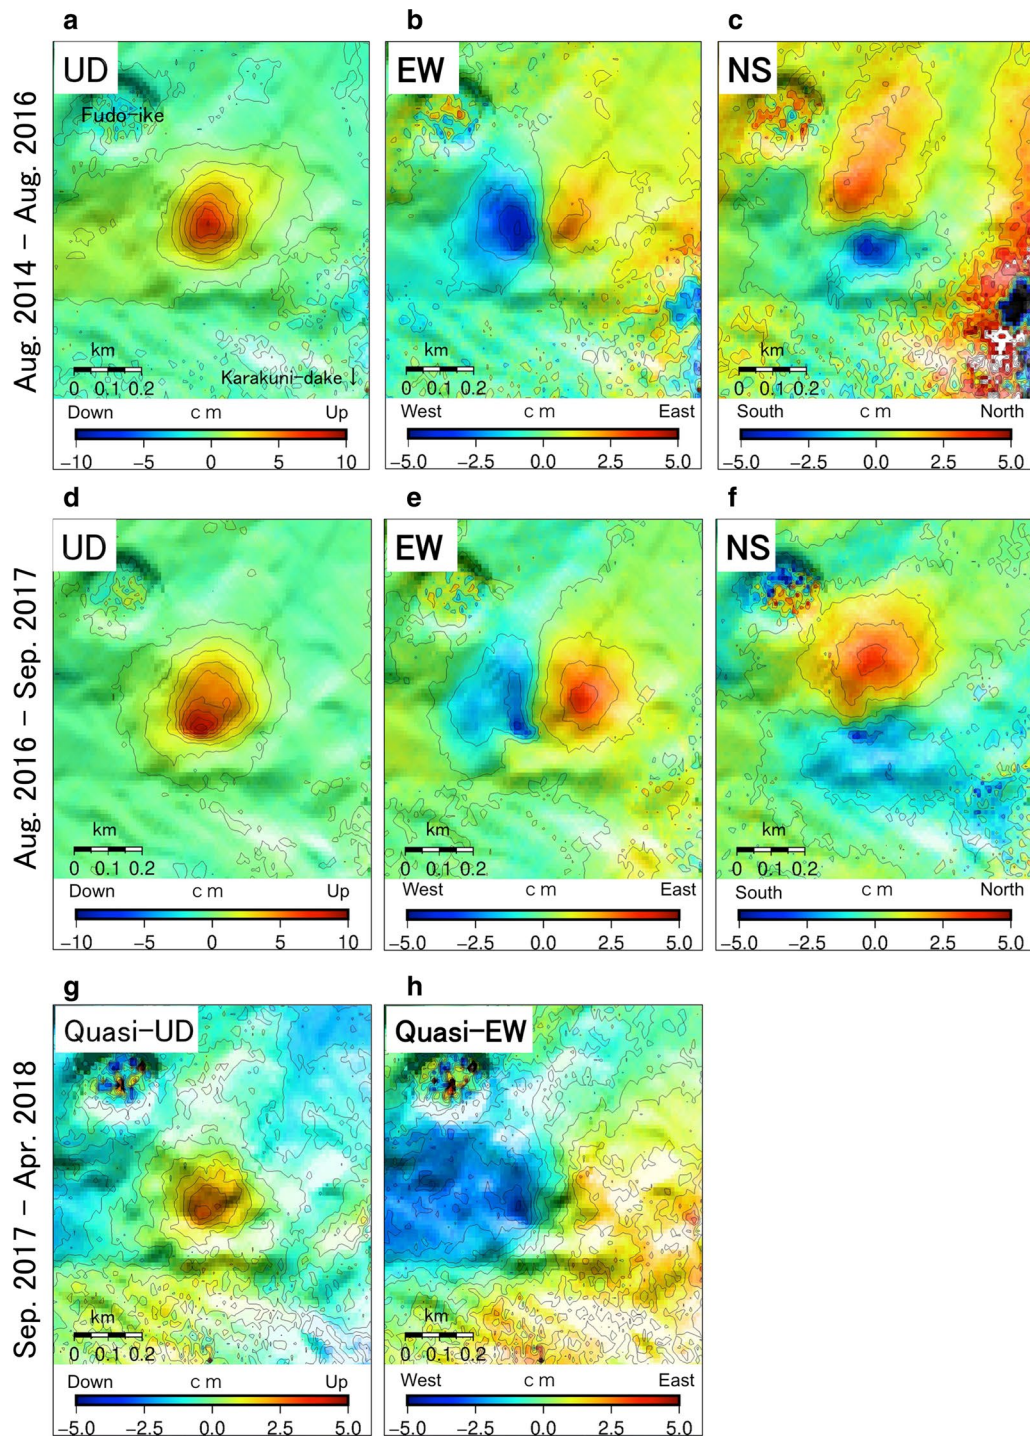 a b c
Aug. 2014 – Aug. 2016
UD EW NS
Fudo-ike
km km km
0 0.1 0.2 0 0.1 0.2 0 0.1 0.2
Karakuni-dake ↓
Down cm Up West cm East South cm North
−10 −5 0 5 10 −5.0 −2.5 0.0 2.5 5.0 −5.0 −2.5 0.0 2.5 5.0
d e f
Aug. 2016 – Sep. 2017
UD EW NS
km km km
0 0.1 0.2 0 0.1 0.2 0 0.1 0.2
Down cm Up West cm East South cm North
−10 −5 0 5 10 −5.0 −2.5 0.0 2.5 5.0 −5.0 −2.5 0.0 2.5 5.0
g h
Sep. 2017 – Apr. 2018
Quasi-UD Quasi-EW
km km
0 0.1 0.2 0 0.1 0.2
Down cm Up West cm East
−5.0 −2.5 0.0 2.5 5.0 −5.0 −2.5 0.0 2.5 5.0